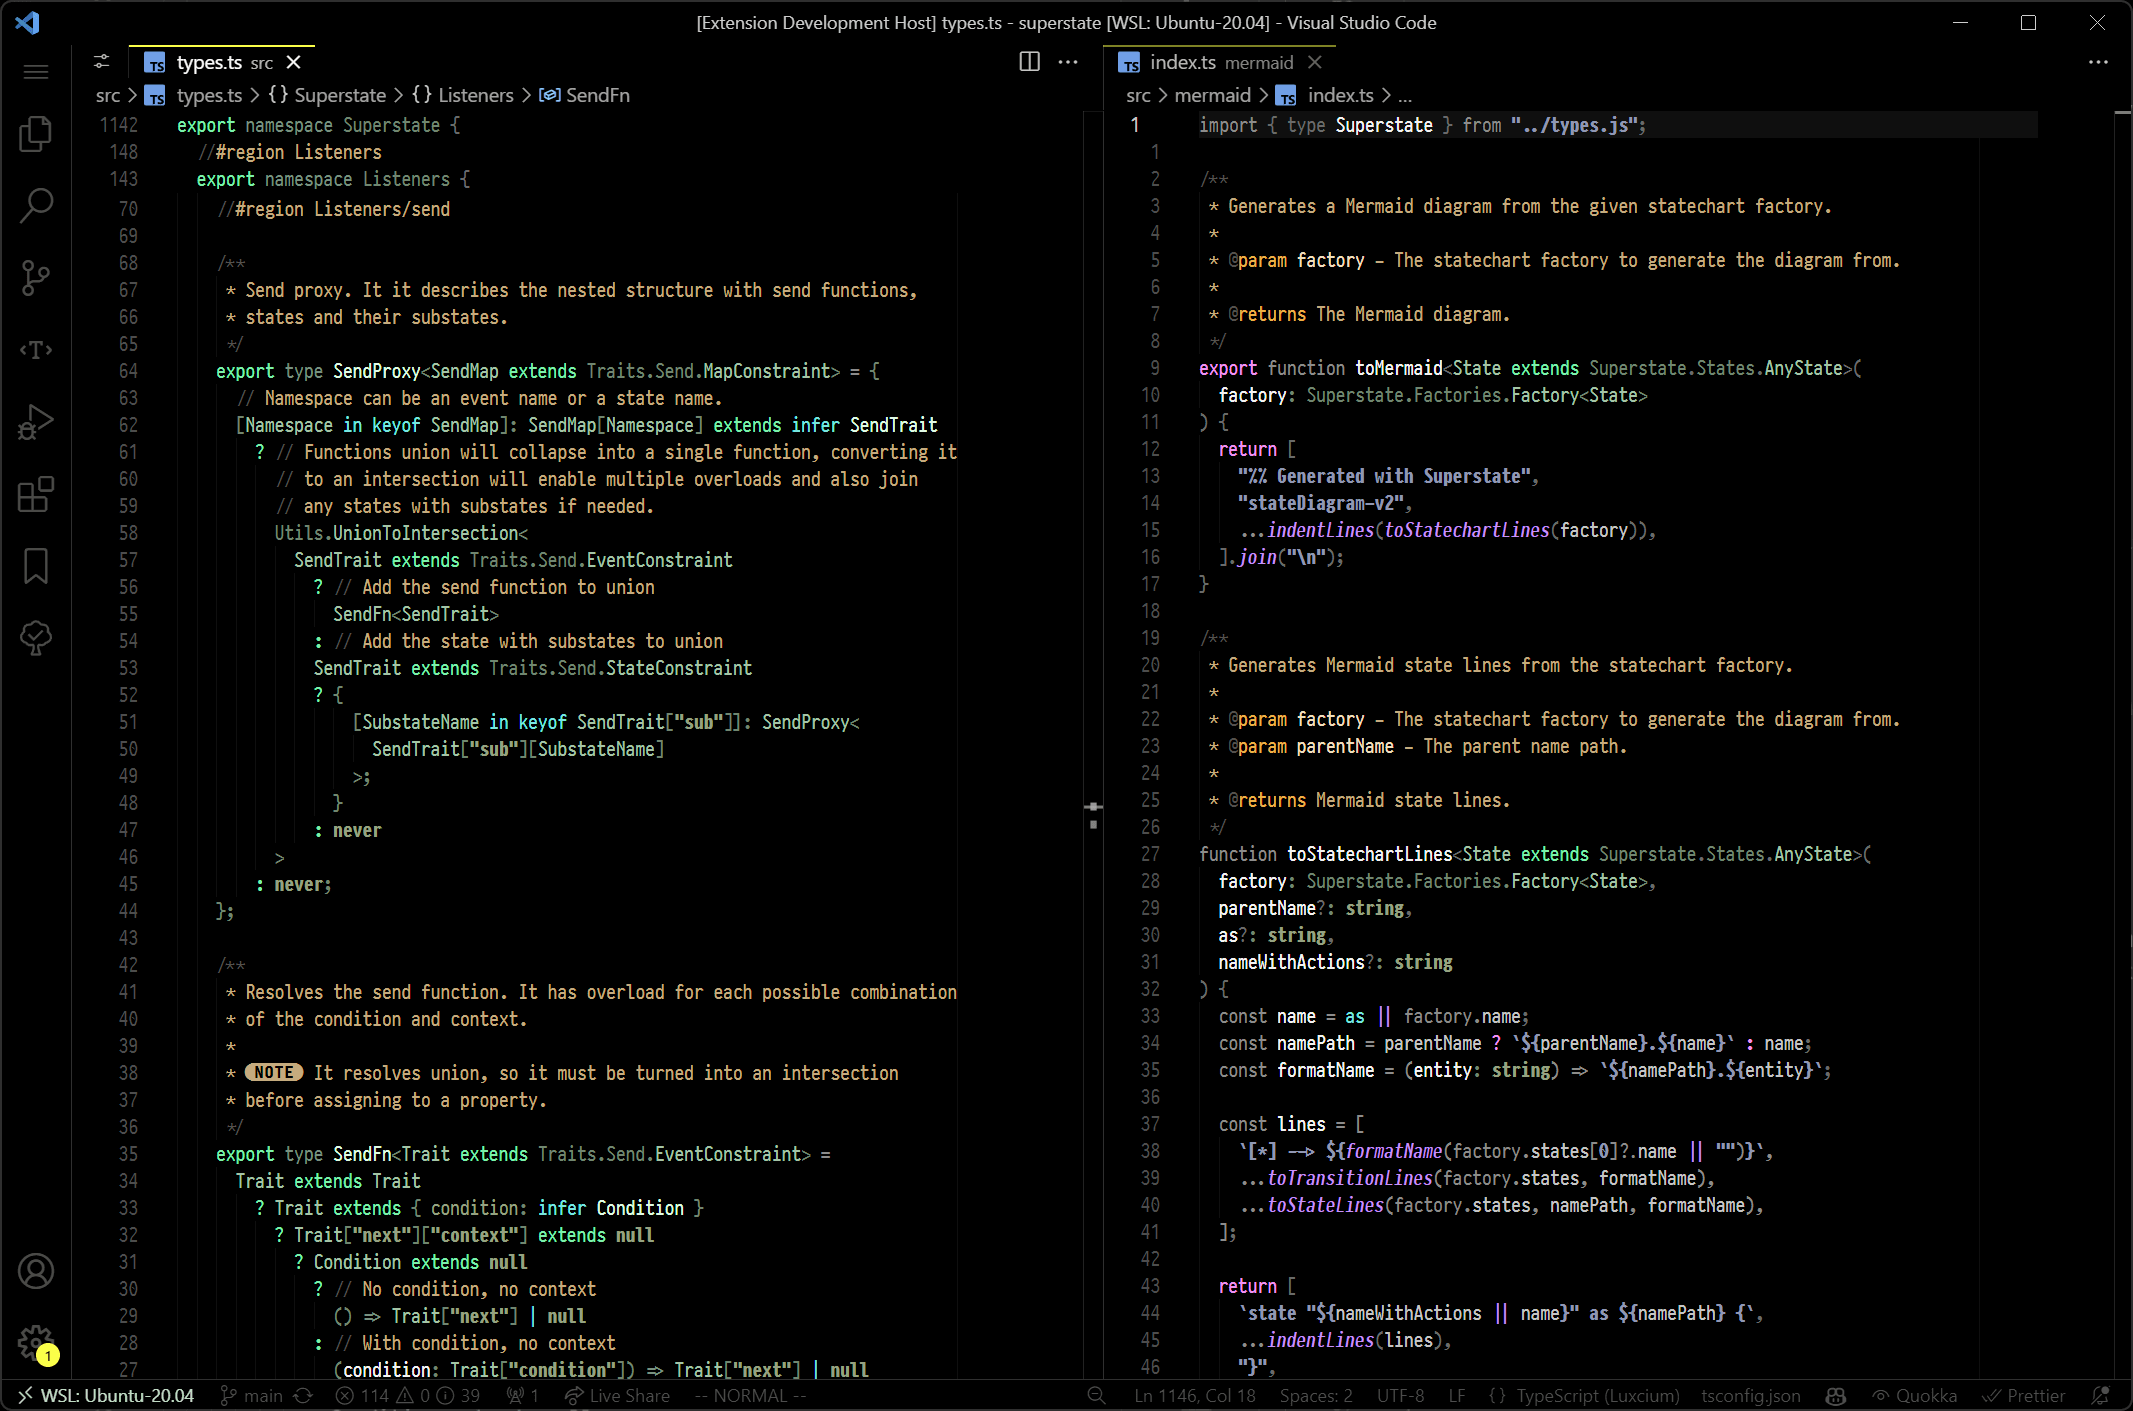 [Extension Development Host] types.ts - superstate [WSL: Ubuntu-20.04] - Visual Studio Code
TS types.ts src
src > TS types.ts > {} Superstate > {} Listeners > SendFn
1142 export namespace Superstate {
148 //#region Listeners
143 export namespace Listeners {
70 //#region Listeners/send
69
68 /**
67 * Send proxy. It it describes the nested structure with send functions,
66 * states and their substates.
65 */
64 export type SendProxy<SendMap extends Traits.Send.MapConstraint> = {
63 // Namespace can be an event name or a state name.
62 [Namespace in keyof SendMap]: SendMap[Namespace] extends infer SendTrait
61 ? // Functions union will collapse into a single function, converting it
60 // to an intersection will enable multiple overloads and also join
59 // any states with substates if needed.
58 Utils.UnionToIntersection<
57 SendTrait extends Traits.Send.EventConstraint
56 ? // Add the send function to union
55 SendFn<SendTrait>
54 : // Add the state with substates to union
53 SendTrait extends Traits.Send.StateConstraint
52 ? {
51 [SubstateName in keyof SendTrait["sub"]]: SendProxy<
50 SendTrait["sub"][SubstateName]
49 >;
48 }
47 : never
46 >
45 : never;
44 };
43
42 /**
41 * Resolves the send function. It has overload for each possible combination
40 * of the condition and context.
39 *
38 * NOTE It resolves union, so it must be turned into an intersection
37 * before assigning to a property.
36 */
35 export type SendFn<Trait extends Traits.Send.EventConstraint> =
34 Trait extends Trait
33 ? Trait extends { condition: infer Condition }
32 ? Trait["next"]["context"] extends null
31 ? Condition extends null
30 ? // No condition, no context
29 () => Trait["next"] | null
28 : // With condition, no context
27 (condition: Trait["condition"]) => Trait["next"] | null
TS index.ts mermaid
src > mermaid > TS index.ts > ...
1 import { type Superstate } from "../types.js";
1
2 /**
3 * Generates a Mermaid diagram from the given statechart factory.
4 *
5 * @param factory - The statechart factory to generate the diagram from.
6 *
7 * @returns The Mermaid diagram.
8 */
9 export function toMermaid<State extends Superstate.States.AnyState>(
10 factory: Superstate.Factories.Factory<State>
11 ) {
12 return [
13 "%% Generated with Superstate",
14 "stateDiagram-v2",
15 ...indentLines(toStatechartLines(factory)),
16 ].join("\n");
17 }
18
19 /**
20 * Generates Mermaid state lines from the statechart factory.
21 *
22 * @param factory - The statechart factory to generate the diagram from.
23 * @param parentName - The parent name path.
24 *
25 * @returns Mermaid state lines.
26 */
27 function toStatechartLines<State extends Superstate.States.AnyState>(
28 factory: Superstate.Factories.Factory<State>,
29 parentName?: string,
30 as?: string,
31 nameWithActions?: string
32 ) {
33 const name = as || factory.name;
34 const namePath = parentName ? `${parentName}.${name}` : name;
35 const formatName = (entity: string) => `${namePath}.${entity}`;
36
37 const lines = [
38 `[*] --> ${formatName(factory.states[0]?.name || "")}`,
39 ...toTransitionLines(factory.states, formatName),
40 ...toStateLines(factory.states, namePath, formatName),
41 ];
42
43 return [
44 `state "${nameWithActions || name}" as ${namePath} {`,
45 ...indentLines(lines),
46 "}",
1
WSL: Ubuntu-20.04 main 114 0 39 1 Live Share -- NORMAL -- Ln 1146, Col 18 Spaces: 2 UTF-8 LF {} TypeScript (Luxcium) tsconfig.json Quokka Prettier